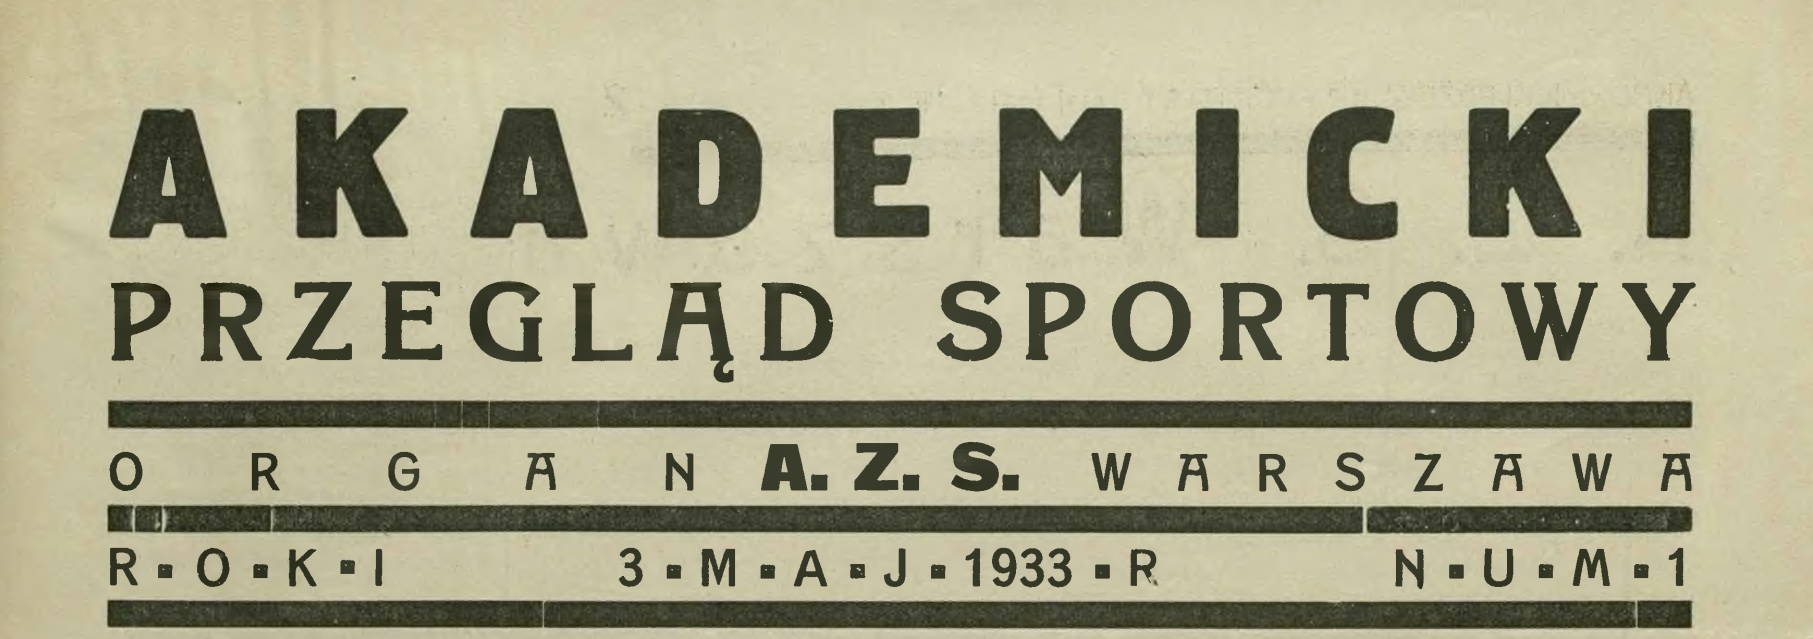 AKADEMICKI
PRZEGLĄD SPORTOWY
ORGAN A. Z. S. WARSZAWA
R▪O▪K▪I 3▪M▪A▪J▪1933▪R N▪U▪M▪1